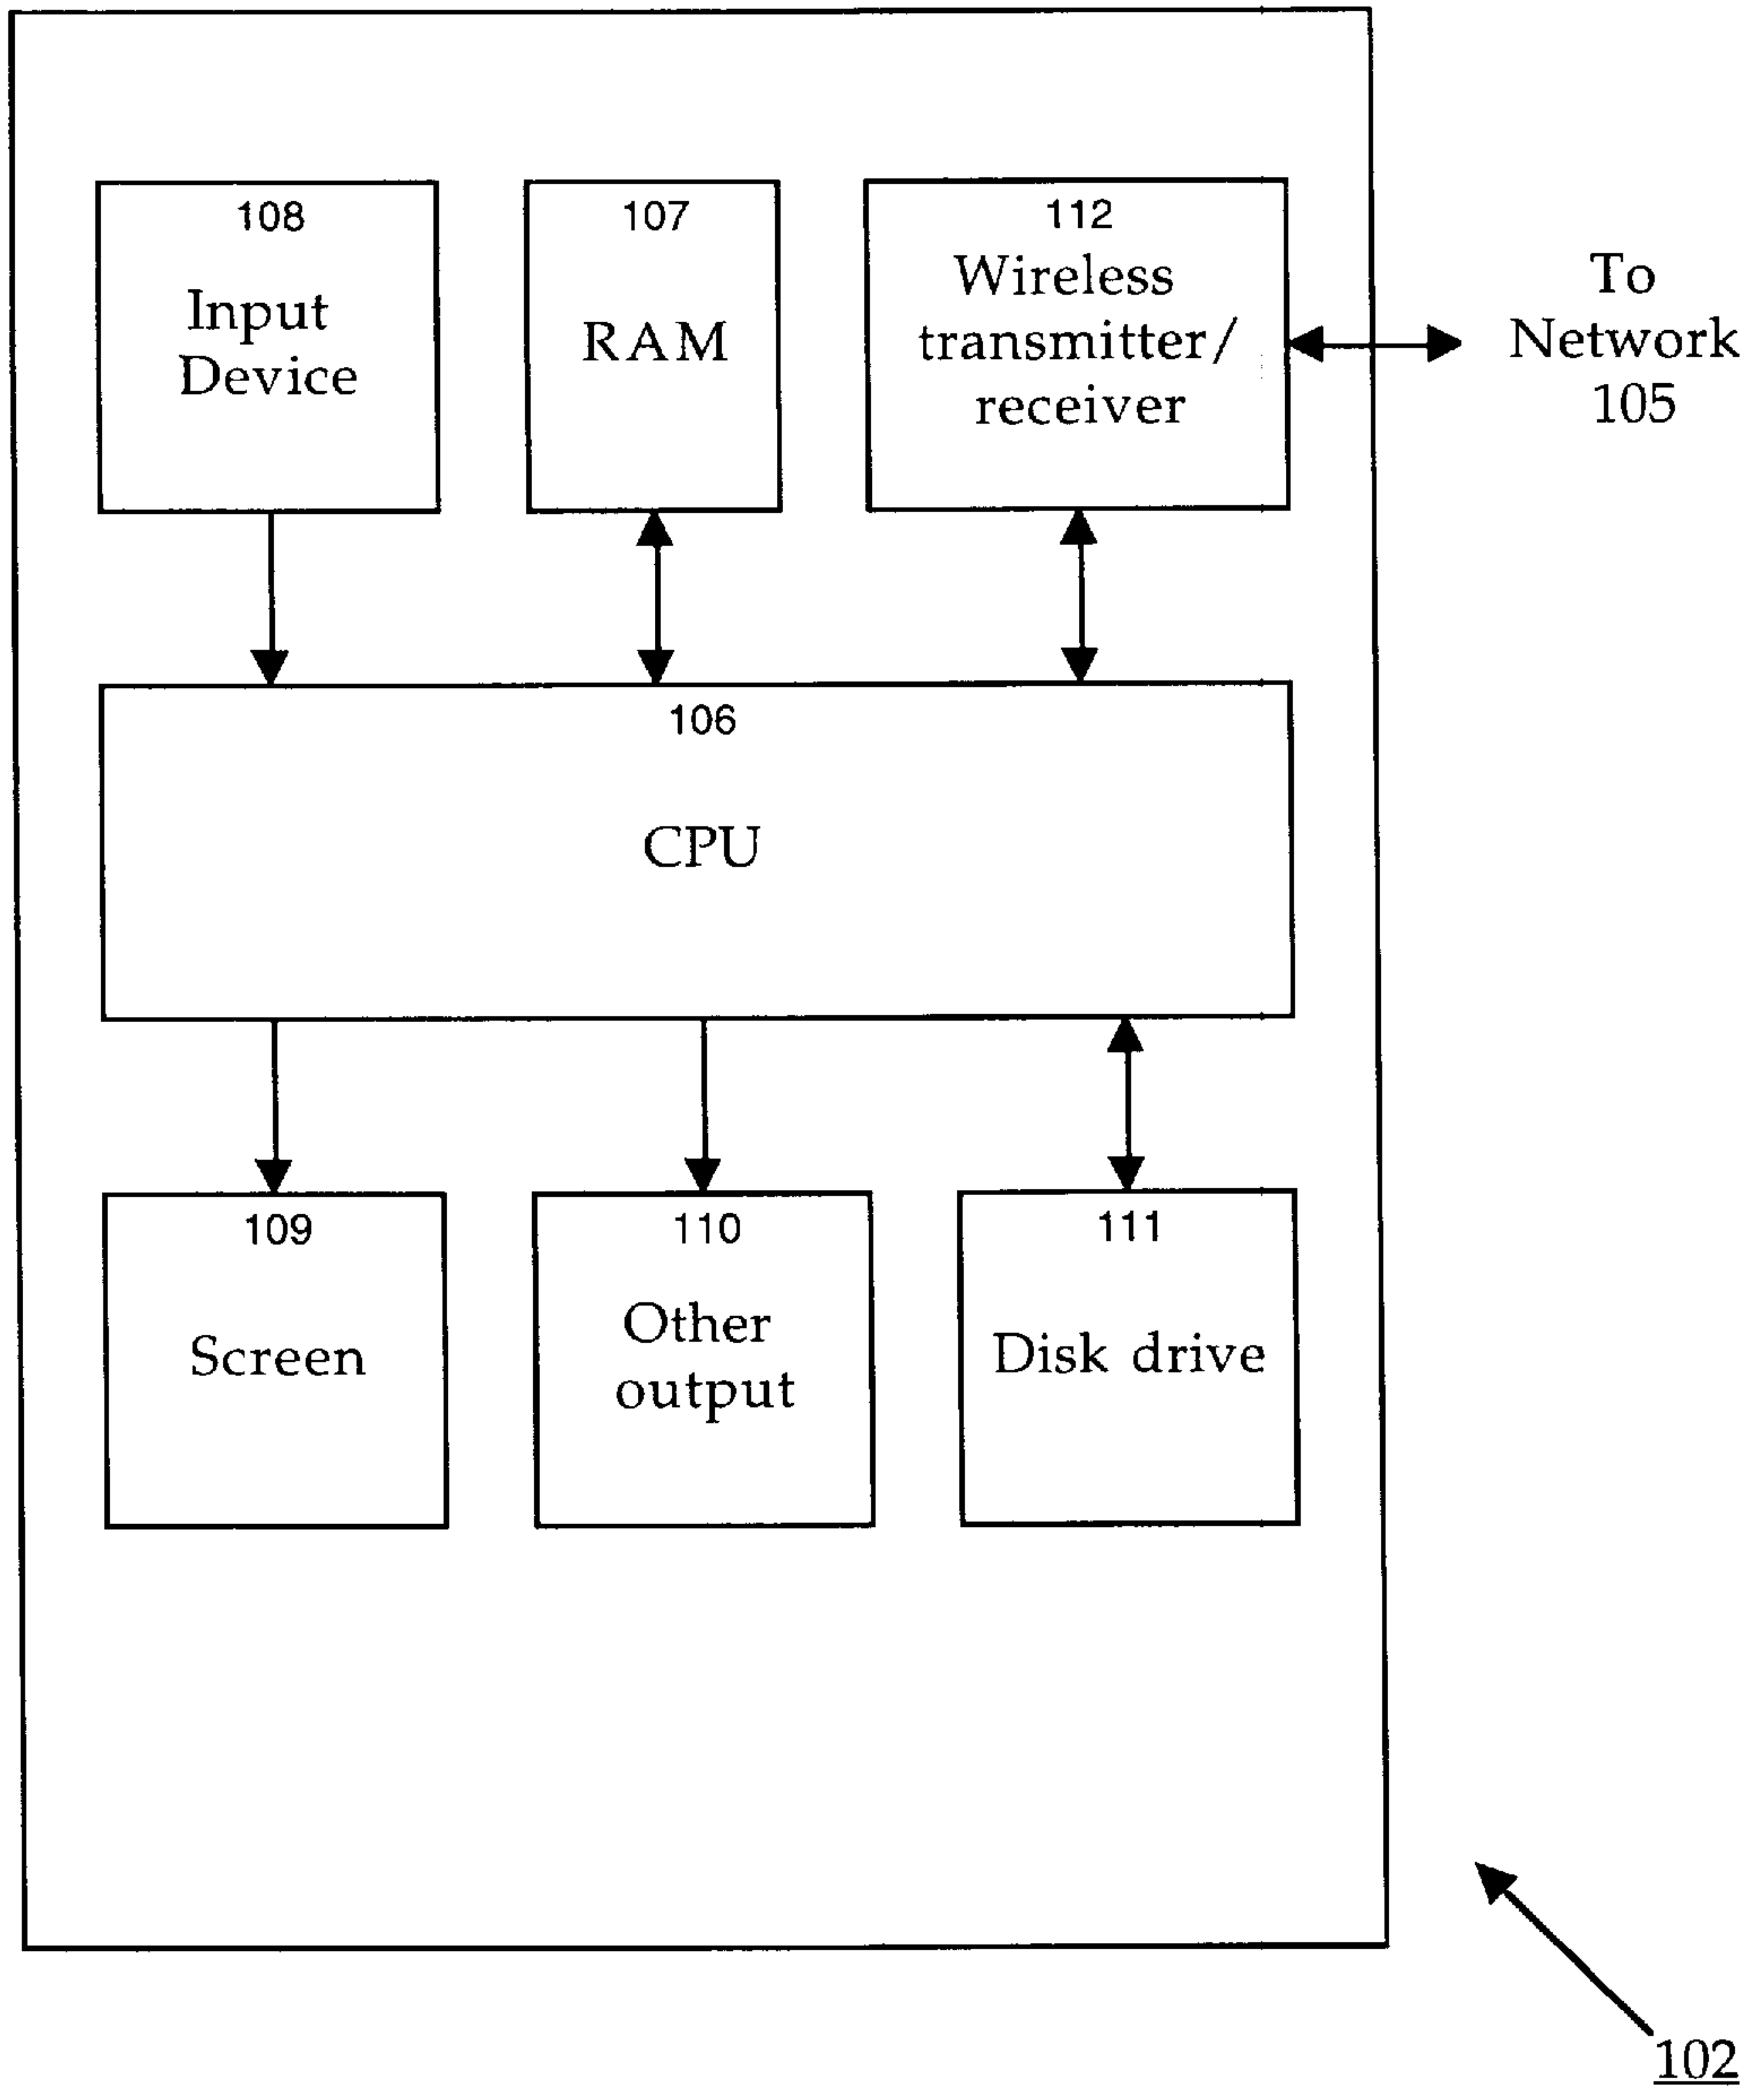 108
Input
Device
107
RAM
112
Wireless
transmitter/
receiver
To
Network
105
106
CPU
109
Screen
110
Other
output
111
Disk drive
102